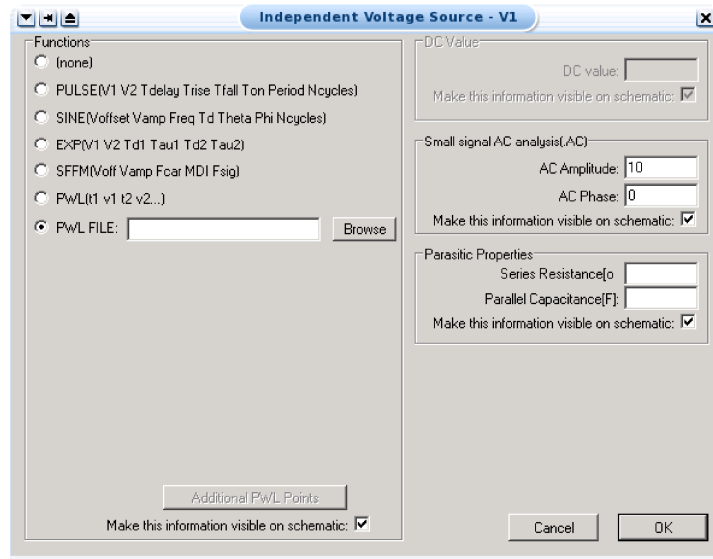 Independent Voltage Source - V1
Functions
(none)
PULSE(V1 V2 Tdelay Trise Tfall Ton Period Ncycles)
SINE(Voffset Vamp Freq Td Theta Phi Ncycles)
EXP(V1 V2 Td1 Tau1 Td2 Tau2)
SFFM(Voff Vamp Fcar MDI Fsig)
PWL(t1 v1 t2 v2...)
PWL FILE:
Browse
Additional PWL Points
Make this information visible on schematic:
DC Value
DC value:
Make this information visible on schematic:
Small signal AC analysis(.AC)
AC Amplitude: 10
AC Phase: 0
Make this information visible on schematic:
Parasitic Properties
Series Resistance[o
Parallel Capacitance[F]:
Make this information visible on schematic:
Cancel
OK